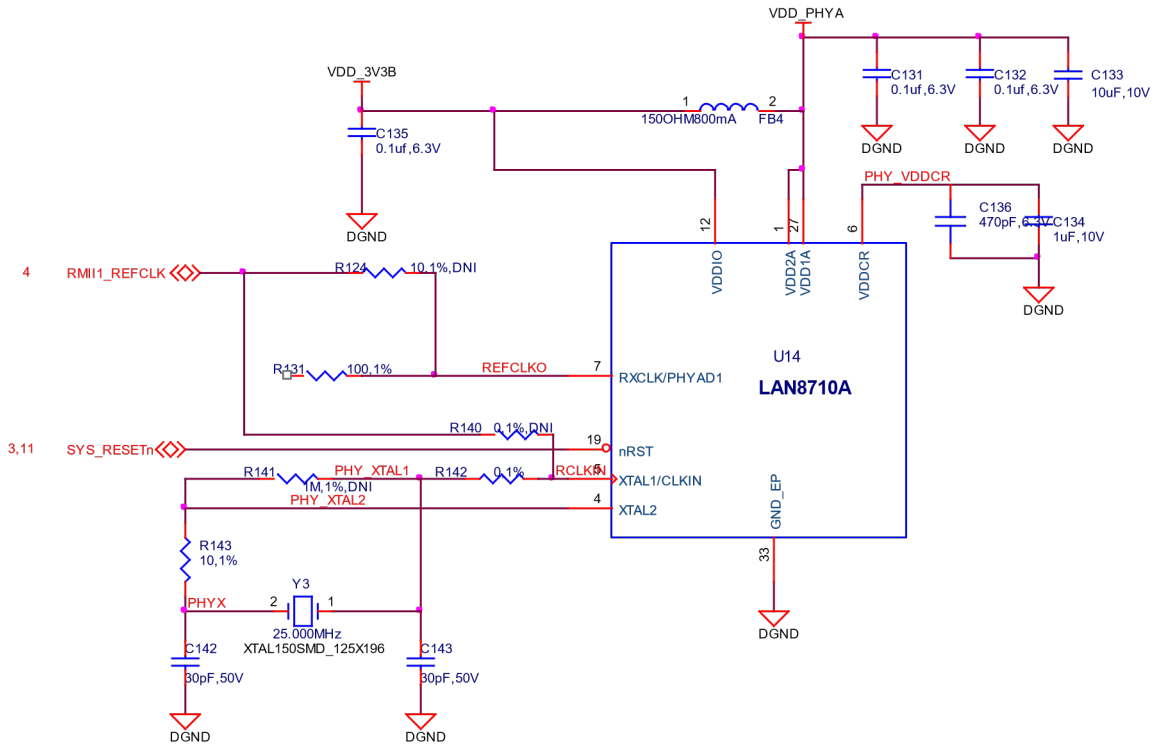 VDD_PHYA
VDD_3V3B
C131
0.1uf,6.3V
C132
0.1uf,6.3V
C133
10uF,10V
1
2
150OHM800mA
FB4
C135
0.1uf,6.3V
DGND
DGND
DGND
PHY_VDDCR
C136
470pF,6.3V
C134
1uF,10V
DGND
12
1
27
6
DGND
VDDIO
VDD2A
VDD1A
VDDCR
4
RMII1_REFCLK
R124
10,1%,DNI
U14
LAN8710A
R131
100,1%
REFCLKO
7
RXCLK/PHYAD1
R140
0,1%,DNI
3,11
SYS_RESETn
19
nRST
R141
1M,1%,DNI
PHY_XTAL1
R142
0,1%
RCLKIN
5
XTAL1/CLKIN
PHY_XTAL2
4
XTAL2
GND_EP
33
R143
10,1%
Y3
PHYX
2
1
25.000MHz
XTAL150SMD_125X196
DGND
C142
30pF,50V
C143
30pF,50V
DGND
DGND